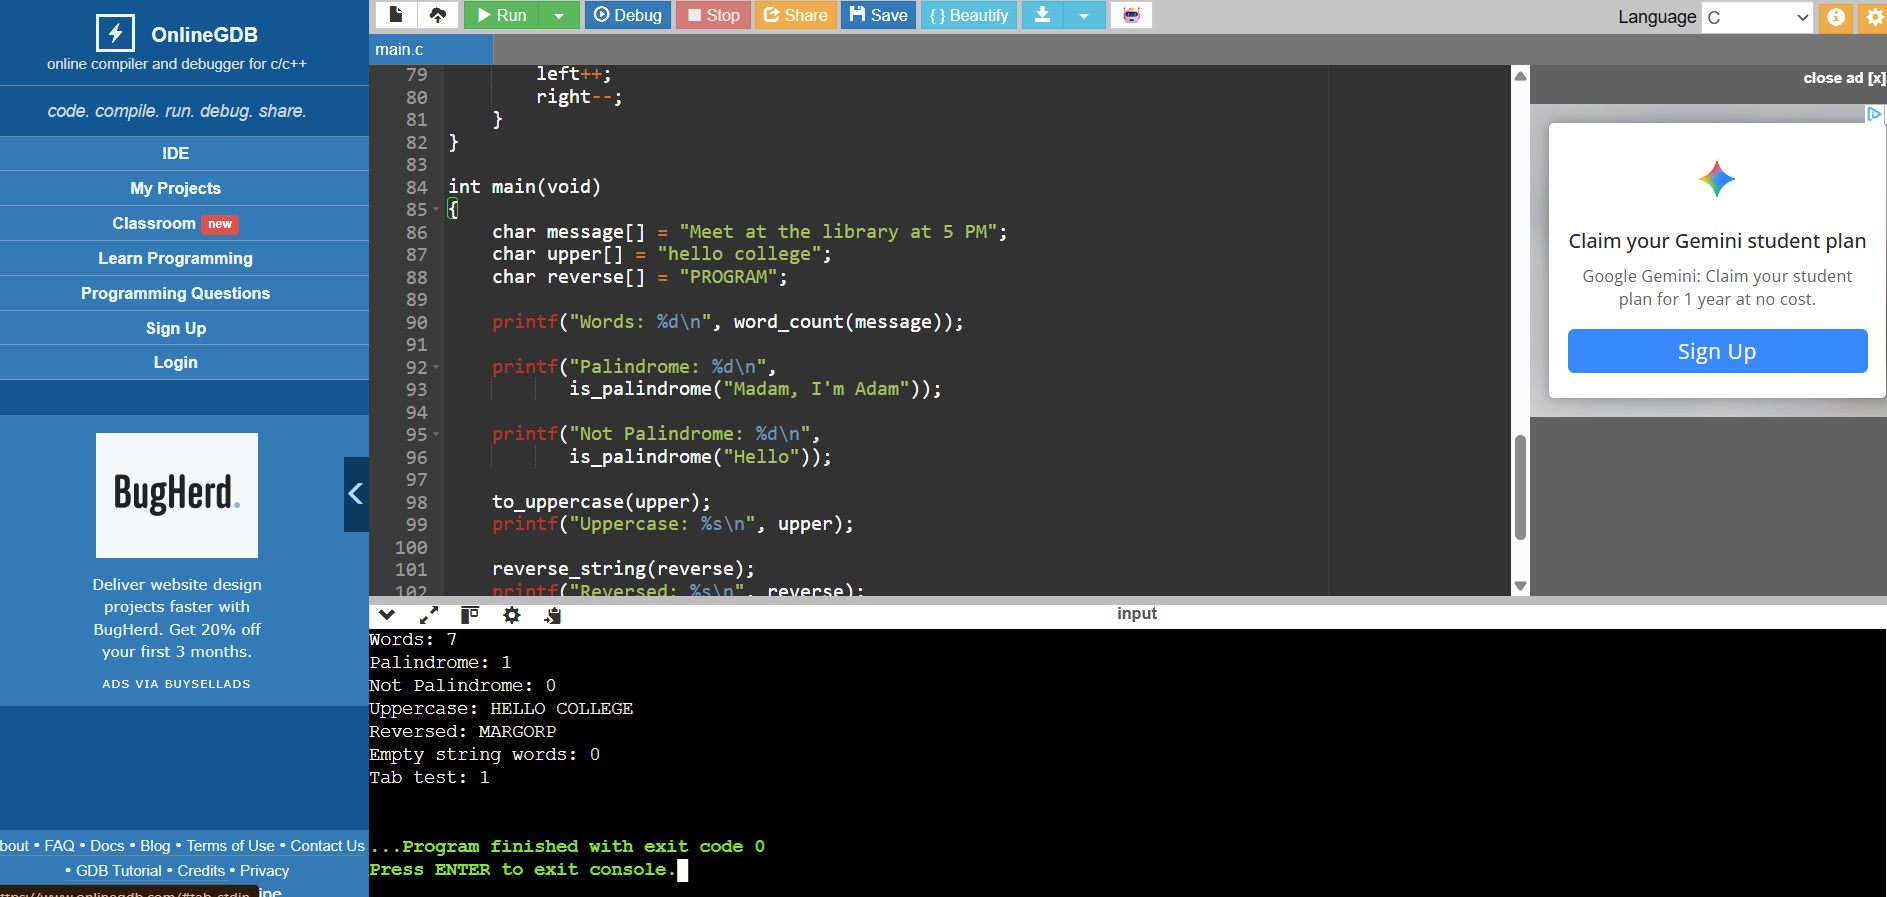 OnlineGDB
online compiler and debugger for c/c++
code. compile. run. debug. share.
IDE
My Projects
Classroom new
Learn Programming
Programming Questions
Sign Up
Login
BugHerd.
Deliver website design
projects faster with
BugHerd. Get 20% off
your first 3 months.
ADS VIA BUYSELLADS
bout • FAQ • Docs • Blog • Terms of Use • Contact Us
• GDB Tutorial • Credits • Privacy
ine
Run Debug Stop Share Save { } Beautify
Language C
main.c
79 left++;
80 right--;
81 }
82 }
83
84 int main(void)
85 {
86 char message[] = "Meet at the library at 5 PM";
87 char upper[] = "hello college";
88 char reverse[] = "PROGRAM";
89
90 printf("Words: %d\n", word_count(message));
91
92 printf("Palindrome: %d\n",
93 is_palindrome("Madam, I'm Adam"));
94
95 printf("Not Palindrome: %d\n",
96 is_palindrome("Hello"));
97
98 to_uppercase(upper);
99 printf("Uppercase: %s\n", upper);
100
101 reverse_string(reverse);
102 printf("Reversed: %s\n", reverse);
close ad [x]
Claim your Gemini student plan
Google Gemini: Claim your student
plan for 1 year at no cost.
Sign Up
input
Words: 7
Palindrome: 1
Not Palindrome: 0
Uppercase: HELLO COLLEGE
Reversed: MARGORP
Empty string words: 0
Tab test: 1
...Program finished with exit code 0
Press ENTER to exit console.